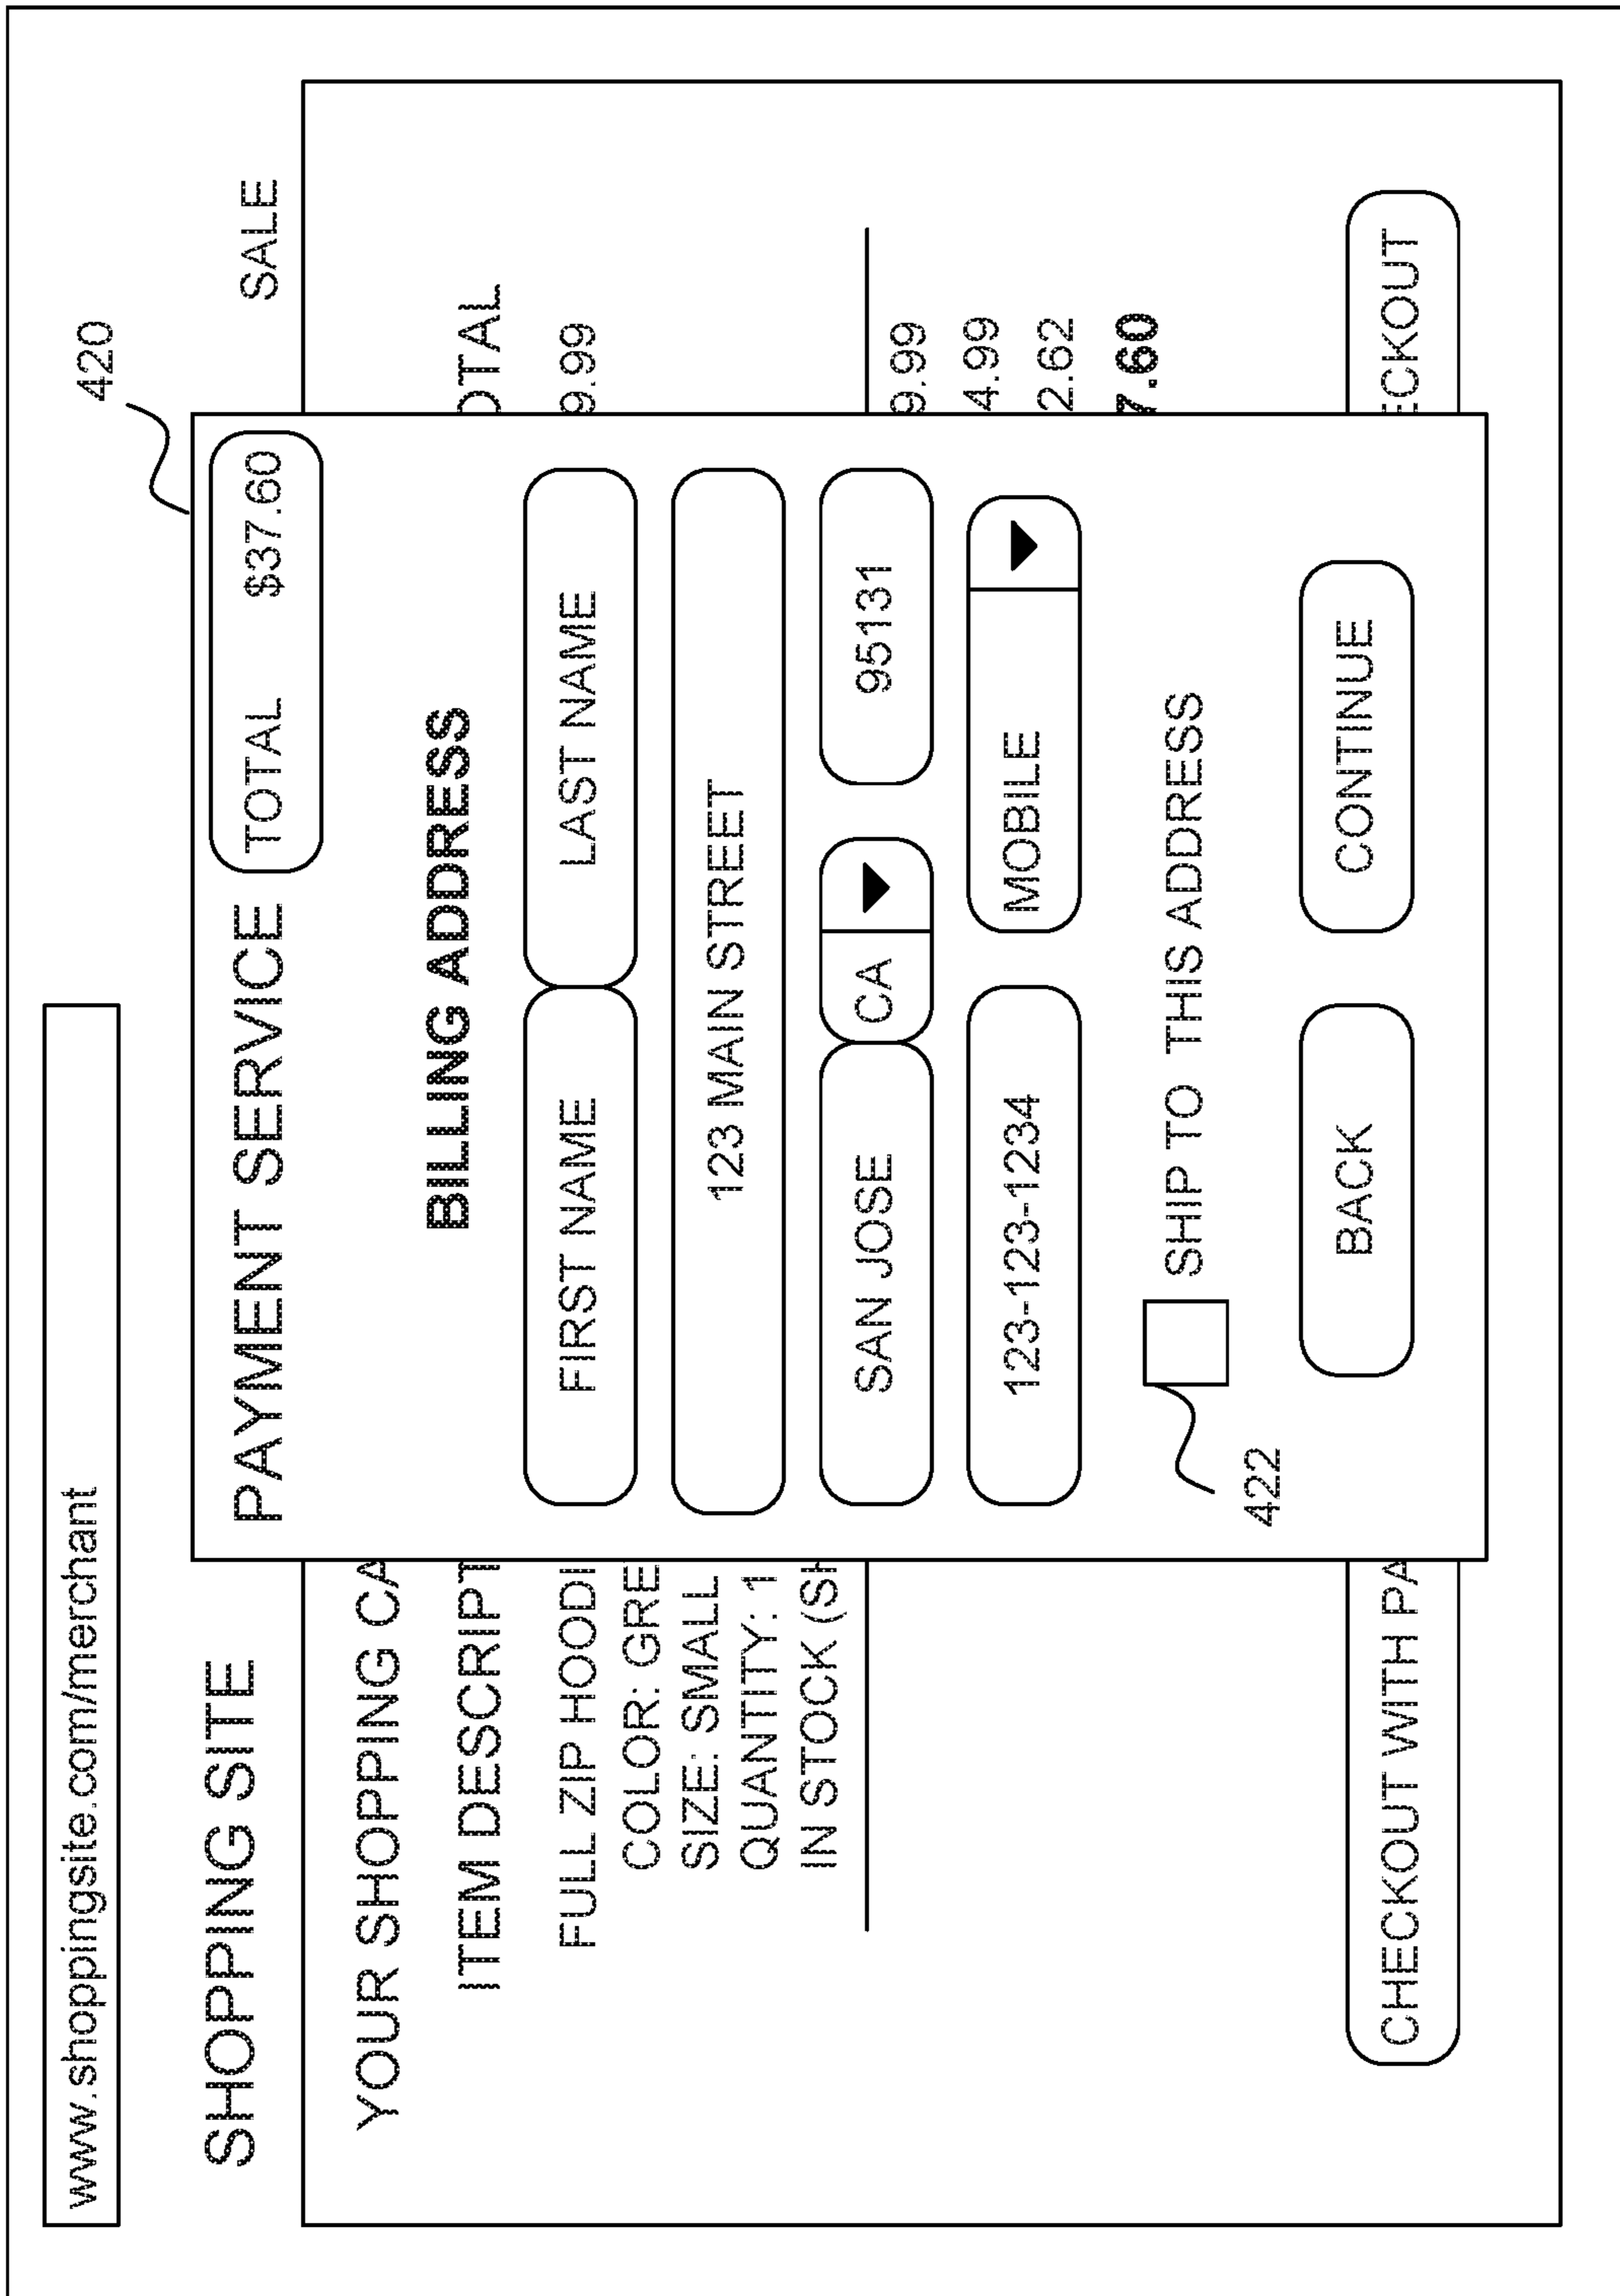 www.shoppingsite.com/merchant
420
SHOPPING SITE
SALE
PAYMENT SERVICE
TOTAL $37.60
YOUR SHOPPING CA
BILLING ADDRESS
ITEM DESCRIPT
OTAL
FULL ZIP HOODI
FIRST NAME
LAST NAME
9.99
COLOR: GRE
SIZE: SMALL
123 MAIN STREET
QUANTITY: 1
IN STOCK (SH
SAN JOSE
CA
95131
9.99
4.99
123-123-1234
MOBILE
2.62
7.60
SHIP TO THIS ADDRESS
422
BACK
CONTINUE
CHECKOUT WITH PA
ECKOUT